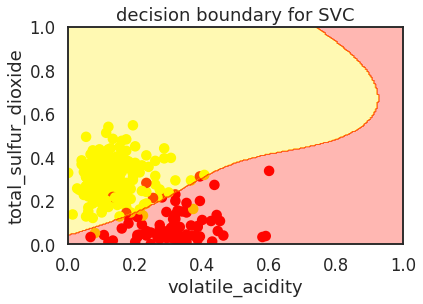 decision boundary for SVC
total_sulfur_dioxide
1.0
0.8
0.6
0.4
0.2
0.0
0.0 0.2 0.4 0.6 0.8 1.0
volatile_acidity